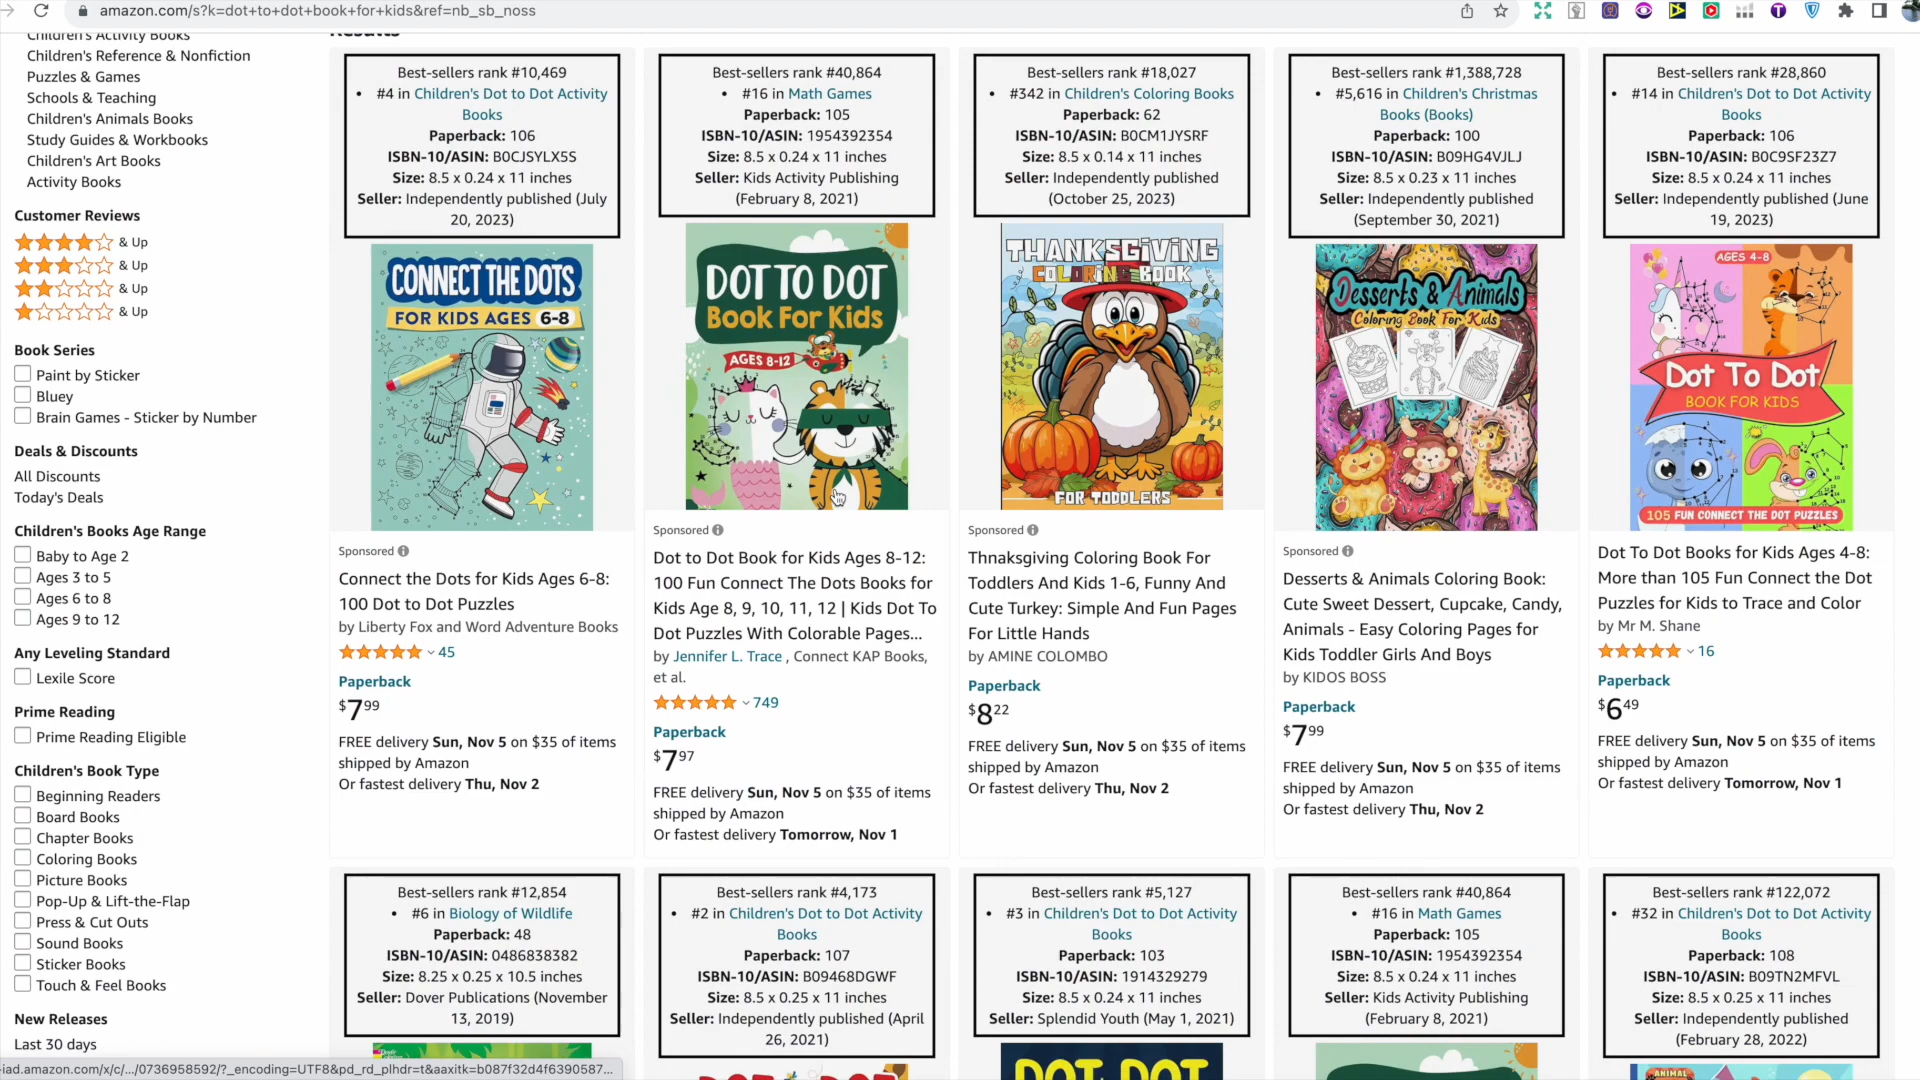 amazon.com/s?k=dot+to+dot+book+for+kids&ref=nb_sb_noss
Children's Activity Books
Children's Reference & Nonfiction
Puzzles & Games
Schools & Teaching
Children's Animals Books
Study Guides & Workbooks
Children's Art Books
Activity Books
Customer Reviews
& Up
& Up
& Up
& Up
Book Series
Paint by Sticker
Bluey
Brain Games - Sticker by Number
Deals & Discounts
All Discounts
Today's Deals
Children's Books Age Range
Baby to Age 2
Ages 3 to 5
Ages 6 to 8
Ages 9 to 12
Any Leveling Standard
Lexile Score
Prime Reading
Prime Reading Eligible
Children's Book Type
Beginning Readers
Board Books
Chapter Books
Coloring Books
Picture Books
Pop-Up & Lift-the-Flap
Press & Cut Outs
Sound Books
Sticker Books
Touch & Feel Books
New Releases
Last 30 days
-iad.amazon.com/x/c/.../0736958592/?_encoding=UTF8&pd_rd_plhdr=t&aaxitk=b087f32d4f6390587...
Results
Best-sellers rank #10,469
• #4 in Children's Dot to Dot Activity
Books
Paperback: 106
ISBN-10/ASIN: B0CJSYLX5S
Size: 8.5 x 0.24 x 11 inches
Seller: Independently published (July
20, 2023)
CONNECT THE DOTS
FOR KIDS AGES 6-8
Sponsored
Connect the Dots for Kids Ages 6-8:
100 Dot to Dot Puzzles
by Liberty Fox and Word Adventure Books
45
Paperback
$7 99
FREE delivery Sun, Nov 5 on $35 of items
shipped by Amazon
Or fastest delivery Thu, Nov 2
Best-sellers rank #40,864
• #16 in Math Games
Paperback: 105
ISBN-10/ASIN: 1954392354
Size: 8.5 x 0.24 x 11 inches
Seller: Kids Activity Publishing
(February 8, 2021)
DOT TO DOT
Book For Kids
AGES 8-12
Sponsored
Dot to Dot Book for Kids Ages 8-12:
100 Fun Connect The Dots Books for
Kids Age 8, 9, 10, 11, 12 | Kids Dot To
Dot Puzzles With Colorable Pages...
by Jennifer L. Trace , Connect KAP Books,
et al.
749
Paperback
$7 97
FREE delivery Sun, Nov 5 on $35 of items
shipped by Amazon
Or fastest delivery Tomorrow, Nov 1
Best-sellers rank #18,027
• #342 in Children's Coloring Books
Paperback: 62
ISBN-10/ASIN: B0CM1JYSRF
Size: 8.5 x 0.14 x 11 inches
Seller: Independently published
(October 25, 2023)
THANKSGIVING
COLORING BOOK
FOR TODDLERS
Sponsored
Thnaksgiving Coloring Book For
Toddlers And Kids 1-6, Funny And
Cute Turkey: Simple And Fun Pages
For Little Hands
by AMINE COLOMBO
Paperback
$8 22
FREE delivery Sun, Nov 5 on $35 of items
shipped by Amazon
Or fastest delivery Thu, Nov 2
Best-sellers rank #1,388,728
• #5,616 in Children's Christmas
Books (Books)
Paperback: 100
ISBN-10/ASIN: B09HG4VJLJ
Size: 8.5 x 0.23 x 11 inches
Seller: Independently published
(September 30, 2021)
Desserts & Animals
Coloring Book For Kids
Sponsored
Desserts & Animals Coloring Book:
Cute Sweet Dessert, Cupcake, Candy,
Animals - Easy Coloring Pages for
Kids Toddler Girls And Boys
by KIDOS BOSS
Paperback
$7 99
FREE delivery Sun, Nov 5 on $35 of items
shipped by Amazon
Or fastest delivery Thu, Nov 2
Best-sellers rank #28,860
• #14 in Children's Dot to Dot Activity
Books
Paperback: 106
ISBN-10/ASIN: B0C9SF23Z7
Size: 8.5 x 0.24 x 11 inches
Seller: Independently published (June
19, 2023)
AGES 4-8
Dot To Dot
BOOK FOR KIDS
105 FUN CONNECT THE DOT PUZZLES
Dot To Dot Books for Kids Ages 4-8:
More than 105 Fun Connect the Dot
Puzzles for Kids to Trace and Color
by Mr M. Shane
16
Paperback
$6 49
FREE delivery Sun, Nov 5 on $35 of items
shipped by Amazon
Or fastest delivery Tomorrow, Nov 1
Best-sellers rank #12,854
• #6 in Biology of Wildlife
Paperback: 48
ISBN-10/ASIN: 0486838382
Size: 8.25 x 0.25 x 10.5 inches
Seller: Dover Publications (November
13, 2019)
Best-sellers rank #4,173
• #2 in Children's Dot to Dot Activity
Books
Paperback: 107
ISBN-10/ASIN: B09468DGWF
Size: 8.5 x 0.25 x 11 inches
Seller: Independently published (April
26, 2021)
DOT DOT
Best-sellers rank #5,127
• #3 in Children's Dot to Dot Activity
Books
Paperback: 103
ISBN-10/ASIN: 1914329279
Size: 8.5 x 0.24 x 11 inches
Seller: Splendid Youth (May 1, 2021)
DOT DOT
Best-sellers rank #40,864
• #16 in Math Games
Paperback: 105
ISBN-10/ASIN: 1954392354
Size: 8.5 x 0.24 x 11 inches
Seller: Kids Activity Publishing
(February 8, 2021)
Best-sellers rank #122,072
• #32 in Children's Dot to Dot Activity
Books
Paperback: 108
ISBN-10/ASIN: B09TN2MFVL
Size: 8.5 x 0.25 x 11 inches
Seller: Independently published
(February 28, 2022)
ANIMAL